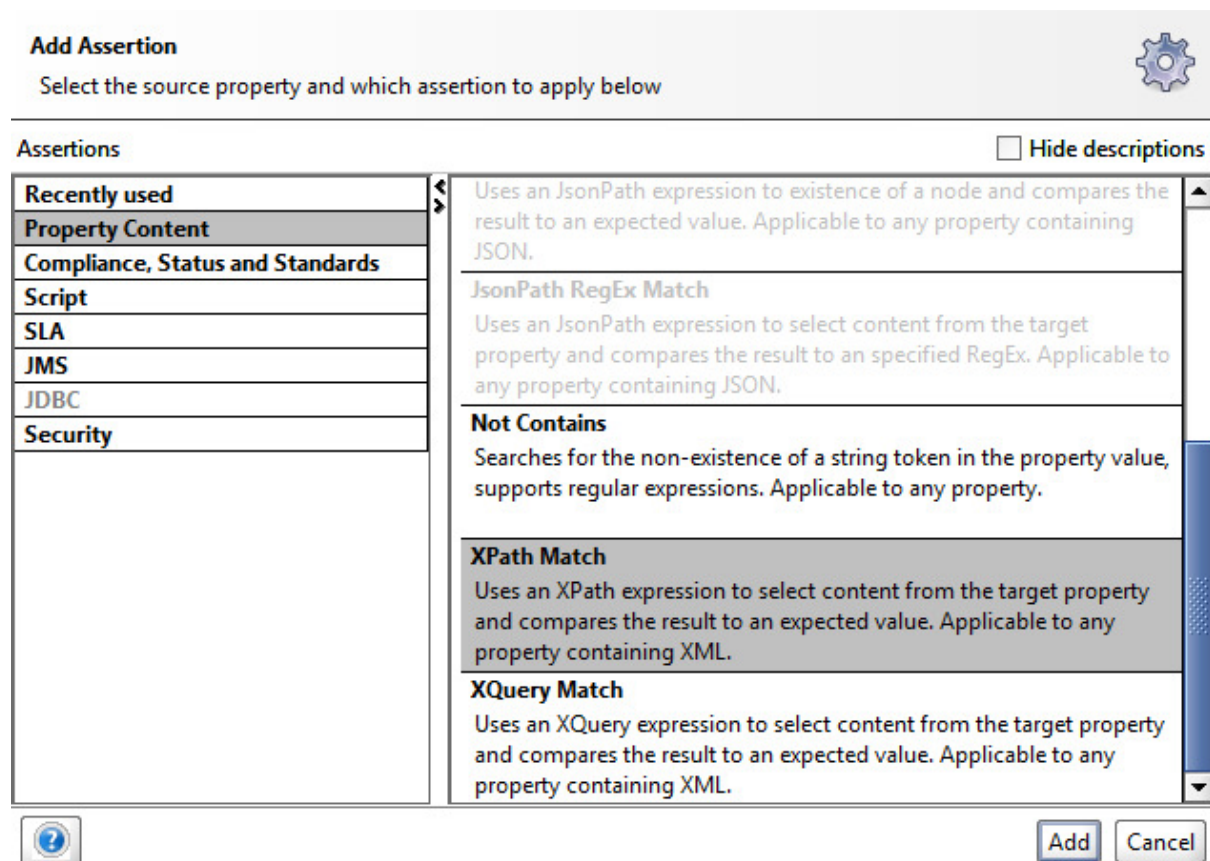 Add Assertion
Select the source property and which assertion to apply below
Assertions
Hide descriptions
Recently used
Property Content
Compliance, Status and Standards
Script
SLA
JMS
JDBC
Security
Uses an JsonPath expression to existence of a node and compares the
result to an expected value. Applicable to any property containing
JSON.
JsonPath RegEx Match
Uses an JsonPath expression to select content from the target
property and compares the result to an specified RegEx. Applicable to
any property containing JSON.
Not Contains
Searches for the non-existence of a string token in the property value,
supports regular expressions. Applicable to any property.
XPath Match
Uses an XPath expression to select content from the target property
and compares the result to an expected value. Applicable to any
property containing XML.
XQuery Match
Uses an XQuery expression to select content from the target property
and compares the result to an expected value. Applicable to any
property containing XML.
?
Add
Cancel